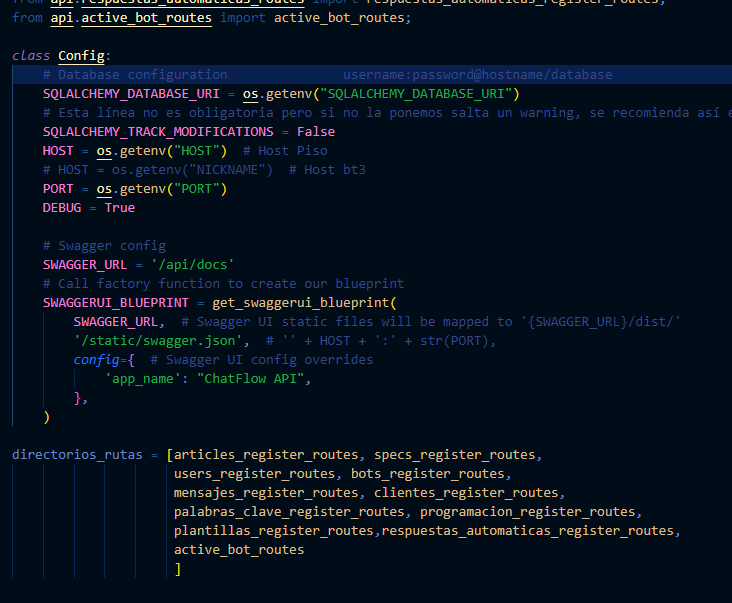 from api.respuestas_automaticas_routes import respuestas_automaticas_register_routes;
from api.active_bot_routes import active_bot_routes;
class Config:
# Database configuration username:password@hostname/database
SQLALCHEMY_DATABASE_URI = os.getenv("SQLALCHEMY_DATABASE_URI")
# Esta línea no es obligatoria pero si no la ponemos salta un warning, se recomienda así
SQLALCHEMY_TRACK_MODIFICATIONS = False
HOST = os.getenv("HOST") # Host Piso
# HOST = os.getenv("NICKNAME") # Host bt3
PORT = os.getenv("PORT")
DEBUG = True
# Swagger config
SWAGGER_URL = '/api/docs'
# Call factory function to create our blueprint
SWAGGERUI_BLUEPRINT = get_swaggerui_blueprint(
SWAGGER_URL, # Swagger UI static files will be mapped to '{SWAGGER_URL}/dist/'
'/static/swagger.json', # '' + HOST + ':' + str(PORT),
config={ # Swagger UI config overrides
'app_name': "ChatFlow API",
},
)
directorios_rutas = [articles_register_routes, specs_register_routes,
users_register_routes, bots_register_routes,
mensajes_register_routes, clientes_register_routes,
palabras_clave_register_routes, programacion_register_routes,
plantillas_register_routes,respuestas_automaticas_register_routes,
active_bot_routes
]